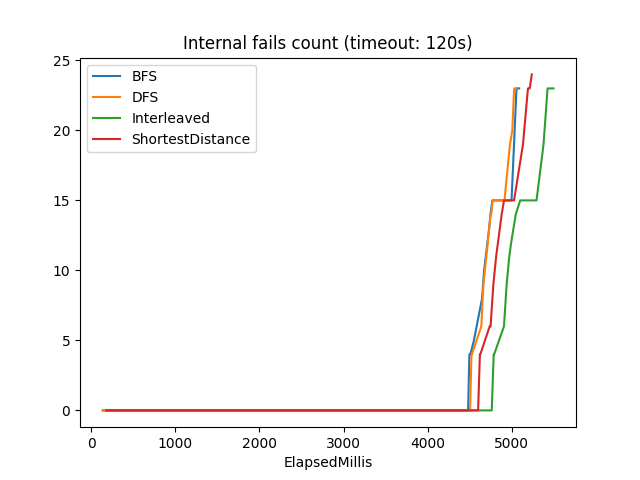 Internal fails count (timeout: 120s)
25
20
15
10
5
0
BFS
DFS
Interleaved
ShortestDistance
0 1000 2000 3000 4000 5000
ElapsedMillis